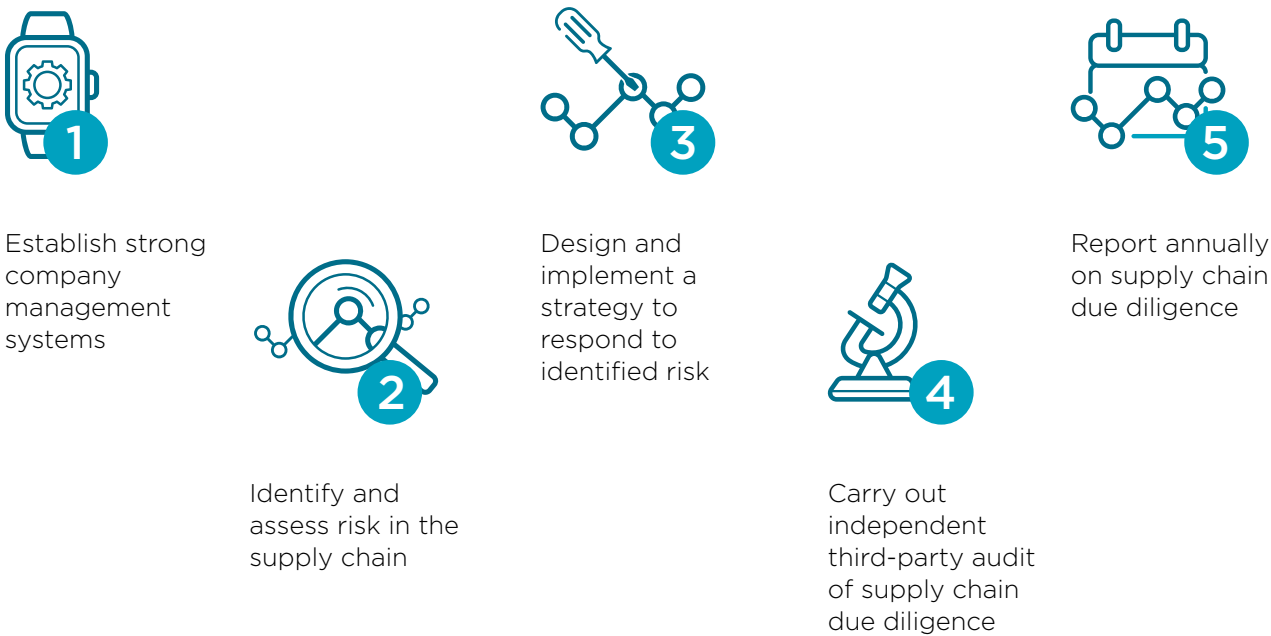 1
Establish strong
company
management
systems
2
Identify and
assess risk in the
supply chain
3
Design and
implement a
strategy to
respond to
identified risk
4
Carry out
independent
third-party audit
of supply chain
due diligence
5
Report annually
on supply chain
due diligence